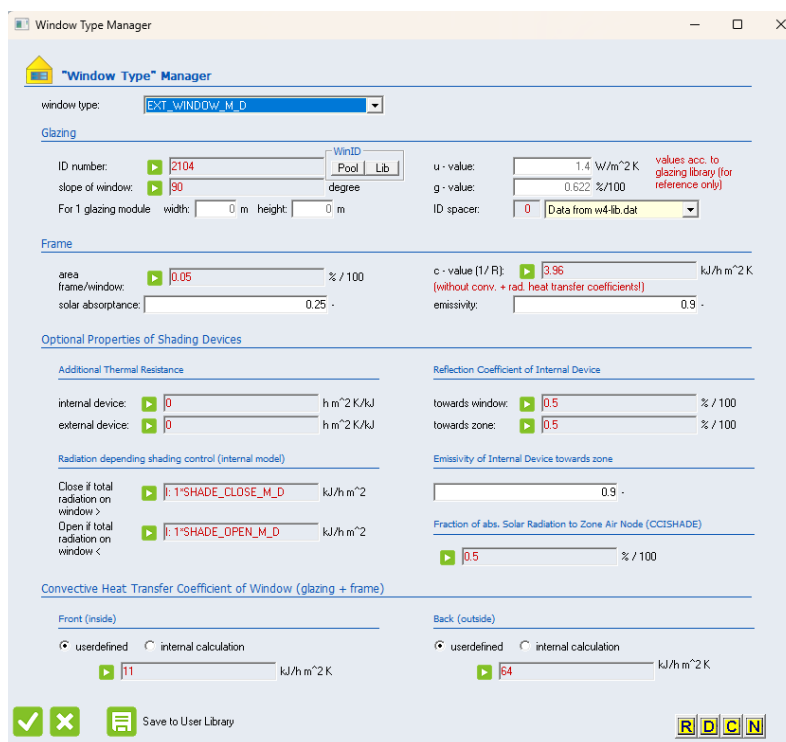 Window Type Manager
"Window Type" Manager
window type: EXT_WINDOW_M_D
Glazing
WinID
ID number: 2104 Pool Lib
slope of window: 90 degree
For 1 glazing module width: 0 m height: 0 m
u - value: 1.4 W/m^2 K
g - value: 0.622 %/100
values acc. to
glazing library (for
reference only)
ID spacer: 0 Data from w4-lib.dat
Frame
area
frame/window: 0.05 % / 100
solar absorptance: 0.25 -
c - value (1/ R): 3.96 kJ/h m^2 K
(without conv. + rad. heat transfer coefficients!)
emissivity: 0.9 -
Optional Properties of Shading Devices
Additional Thermal Resistance
internal device: 0 h m^2 K/kJ
external device: 0 h m^2 K/kJ
Reflection Coefficient of Internal Device
towards window: 0.5 % / 100
towards zone: 0.5 % / 100
Radiation depending shading control (internal model)
Close if total
radiation on
window >
I: 1*SHADE_CLOSE_M_D kJ/h m^2
Open if total
radiation on
window <
I: 1*SHADE_OPEN_M_D kJ/h m^2
Emissivity of Internal Device towards zone
0.9 -
Fraction of abs. Solar Radiation to Zone Air Node (CCISHADE)
0.5 % / 100
Convective Heat Transfer Coefficient of Window (glazing + frame)
Front (inside)
userdefined internal calculation
11 kJ/h m^2 K
Back (outside)
userdefined internal calculation
64 kJ/h m^2 K
Save to User Library
R D C N